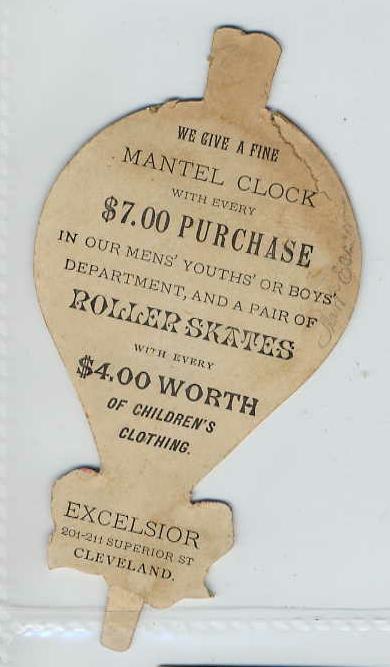 WE GIVE A FINE
MANTEL CLOCK
WITH EVERY
$7.00 PURCHASE
IN OUR MENS' YOUTHS' OR BOYS'
DEPARTMENT, AND A PAIR OF
ROLLER SKATES
WITH EVERY
$4.00 WORTH
OF CHILDREN'S
CLOTHING.
EXCELSIOR
201-211 SUPERIOR ST
CLEVELAND.